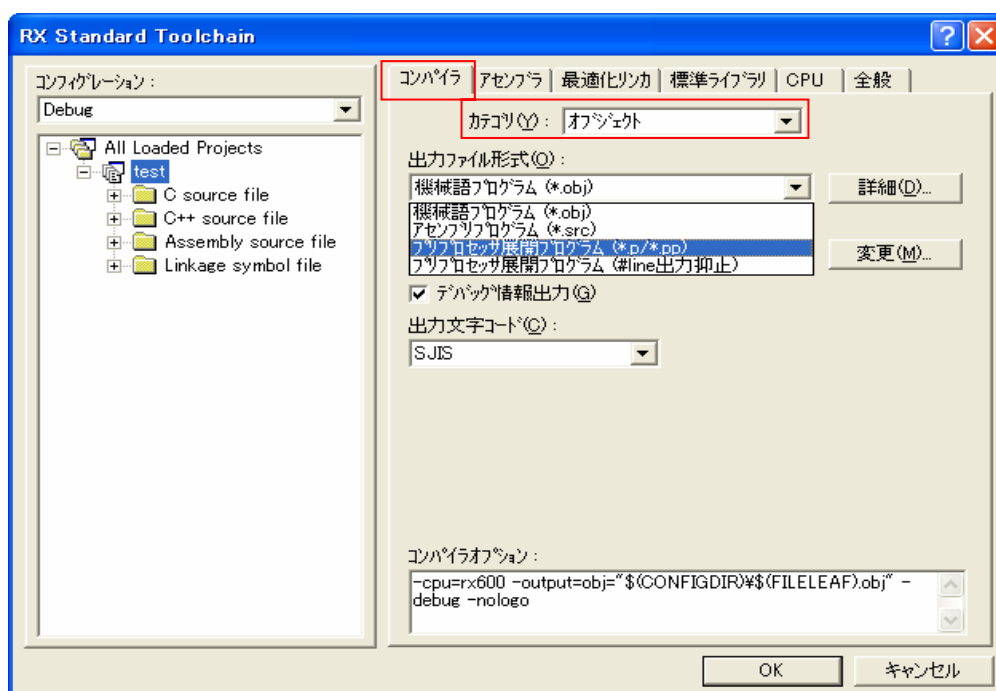 RX Standard Toolchain
コンフィグレーション :
Debug
All Loaded Projects
test
C source file
C++ source file
Assembly source file
Linkage symbol file
コンパイラ アセンブラ 最適化リンカ 標準ライブラリ CPU 全般
カテゴリ(Y) : オブジェクト
出力ファイル形式(O) :
機械語プログラム (*.obj) 詳細(D)...
機械語プログラム (*.obj)
アセンブリプログラム (*.src)
プリプロセッサ展開プログラム (*.p/*.pp) 変更(M)...
プリプロセッサ展開プログラム (#line出力抑止)
デバッグ情報出力(G)
出力文字コード(C) :
SJIS
コンパイラオプション :
-cpu=rx600 -output=obj="$(CONFIGDIR)¥$(FILELEAF).obj" -
debug -nologo
OK キャンセル